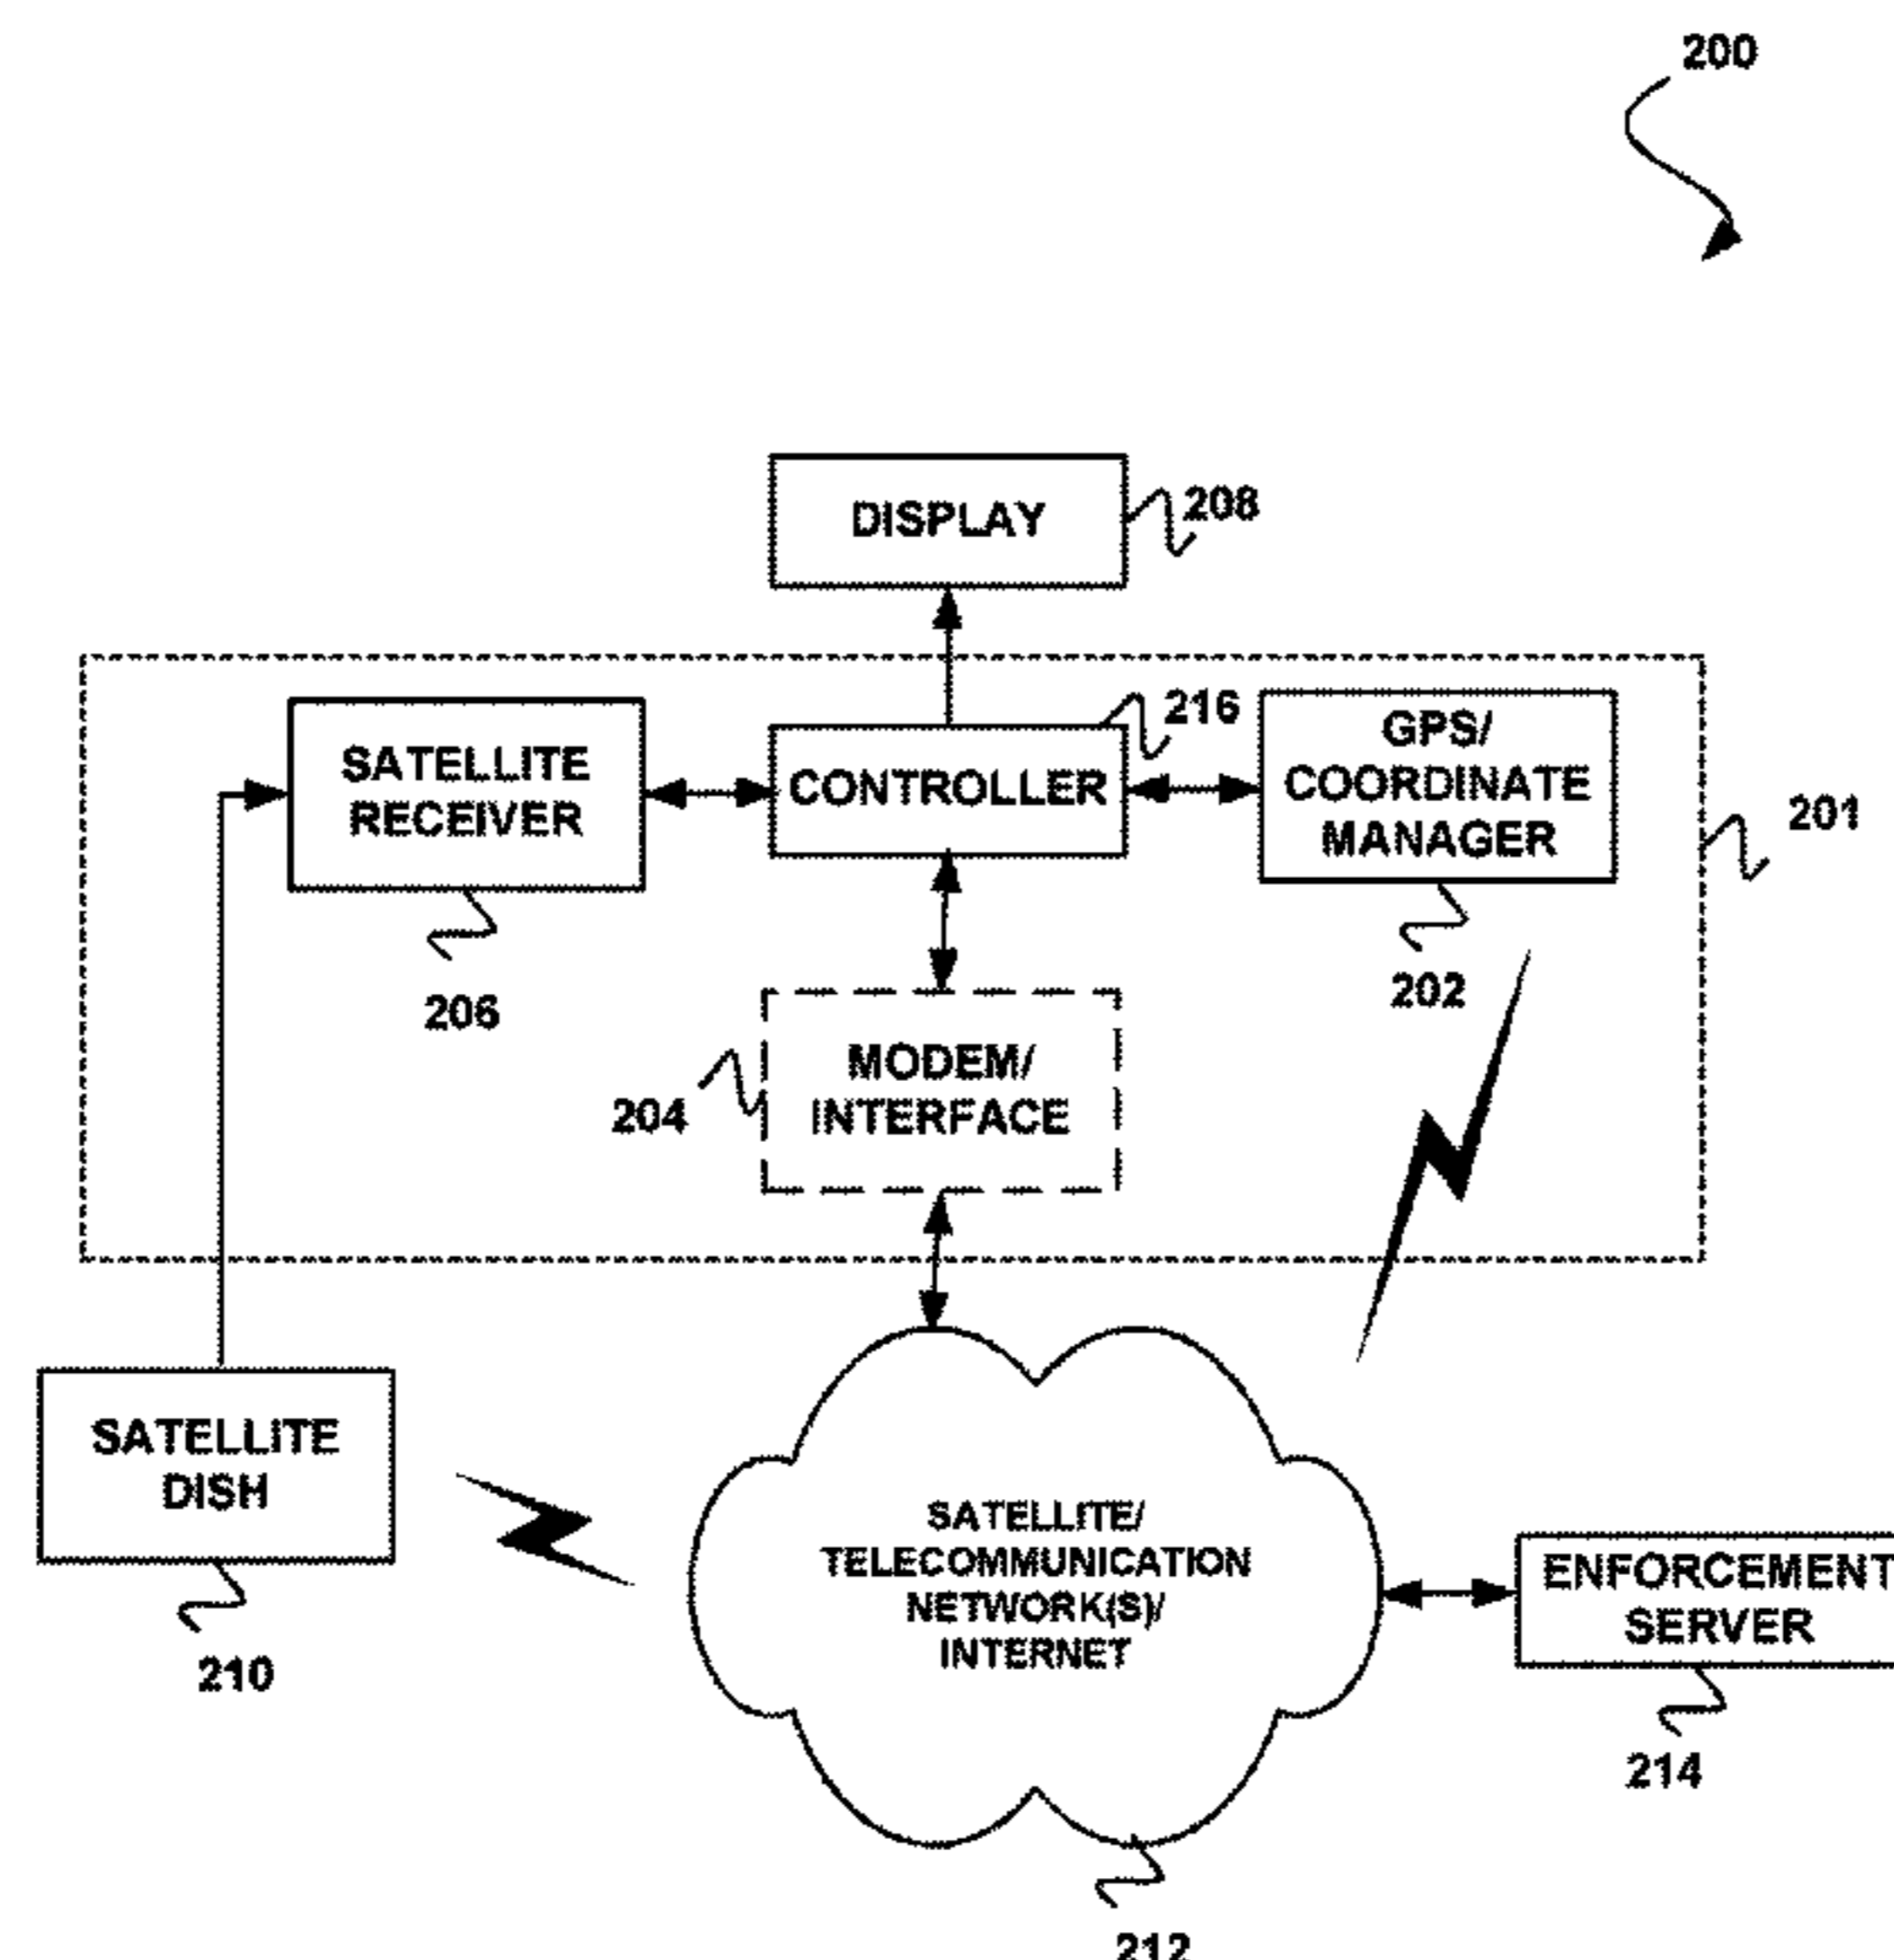 200
DISPLAY
208
216
SATELLITE
RECEIVER
CONTROLLER
GPS/
COORDINATE
MANAGER
201
206
202
MODEM/
INTERFACE
204
SATELLITE
DISH
210
SATELLITE/
TELECOMMUNICATION
NETWORK(S)/
INTERNET
ENFORCEMENT
SERVER
214
212